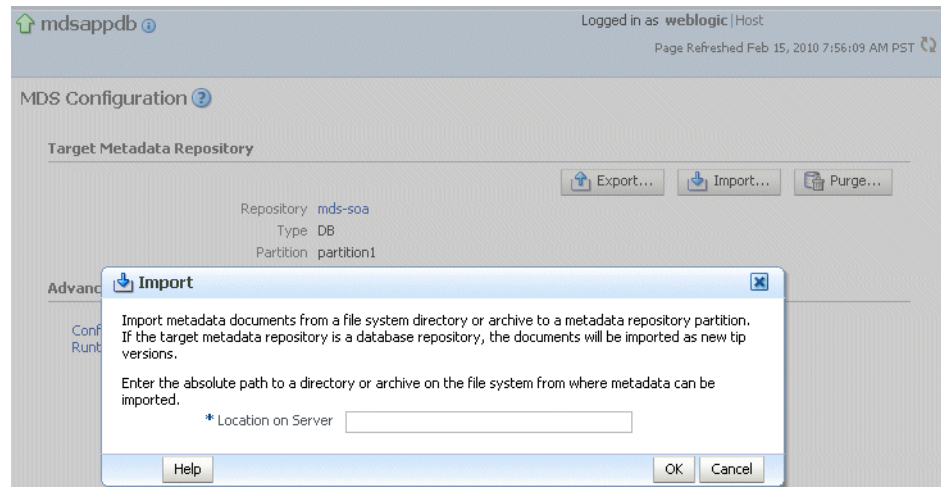 mdsappdb
Logged in as weblogic|Host
Page Refreshed Feb 15, 2010 7:56:09 AM PST
MDS Configuration
Target Metadata Repository
Export... Import... Purge...
Repository mds-soa
Type DB
Partition partition1
Advanc
Conf
Runt
Import
Import metadata documents from a file system directory or archive to a metadata repository partition.
If the target metadata repository is a database repository, the documents will be imported as new tip
versions.
Enter the absolute path to a directory or archive on the file system from where metadata can be
imported.
* Location on Server
Help OK Cancel